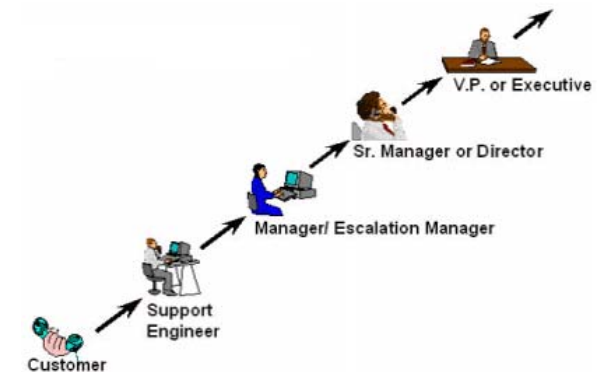 V.P. or Executive
Sr. Manager or Director
Manager/ Escalation Manager
Support
Engineer
Customer